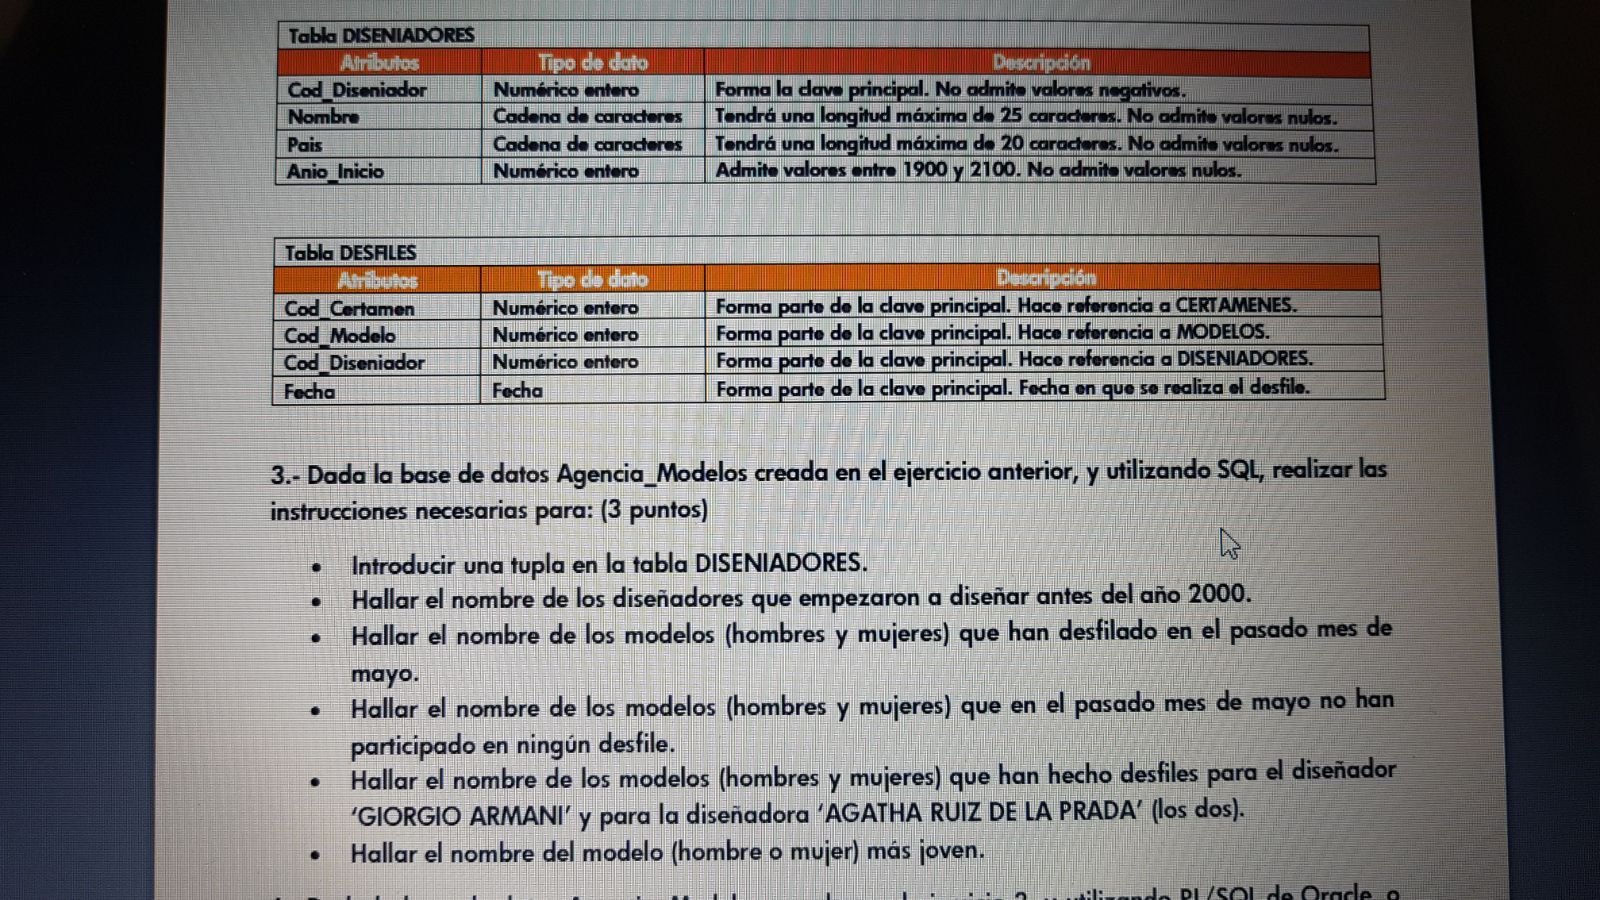 Tabla DISENIADORES
Atributos Tipo de dato Descripción
Cod_Diseniador Numérico entero Forma la clave principal. No admite valores negativos.
Nombre Cadena de caracteres Tendrá una longitud máxima de 25 caracteres. No admite valores nulos.
Pais Cadena de caracteres Tendrá una longitud máxima de 20 caracteres. No admite valores nulos.
Anio_Inicio Numérico entero Admite valores entre 1900 y 2100. No admite valores nulos.
Tabla DESFILES
Atributos Tipo de dato Descripción
Cod_Certamen Numérico entero Forma parte de la clave principal. Hace referencia a CERTAMENES.
Cod_Modelo Numérico entero Forma parte de la clave principal. Hace referencia a MODELOS.
Cod_Diseniador Numérico entero Forma parte de la clave principal. Hace referencia a DISENIADORES.
Fecha Fecha Forma parte de la clave principal. Fecha en que se realiza el desfile.
3.- Dada la base de datos Agencia_Modelos creada en el ejercicio anterior, y utilizando SQL, realizar las
instrucciones necesarias para: (3 puntos)
• Introducir una tupla en la tabla DISENIADORES.
• Hallar el nombre de los diseñadores que empezaron a diseñar antes del año 2000.
• Hallar el nombre de los modelos (hombres y mujeres) que han desfilado en el pasado mes de
mayo.
• Hallar el nombre de los modelos (hombres y mujeres) que en el pasado mes de mayo no han
participado en ningún desfile.
• Hallar el nombre de los modelos (hombres y mujeres) que han hecho desfiles para el diseñador
‘GIORGIO ARMANI’ y para la diseñadora ‘AGATHA RUIZ DE LA PRADA’ (los dos).
• Hallar el nombre del modelo (hombre o mujer) más joven.
utilizando PL/SQL de Oracle, o